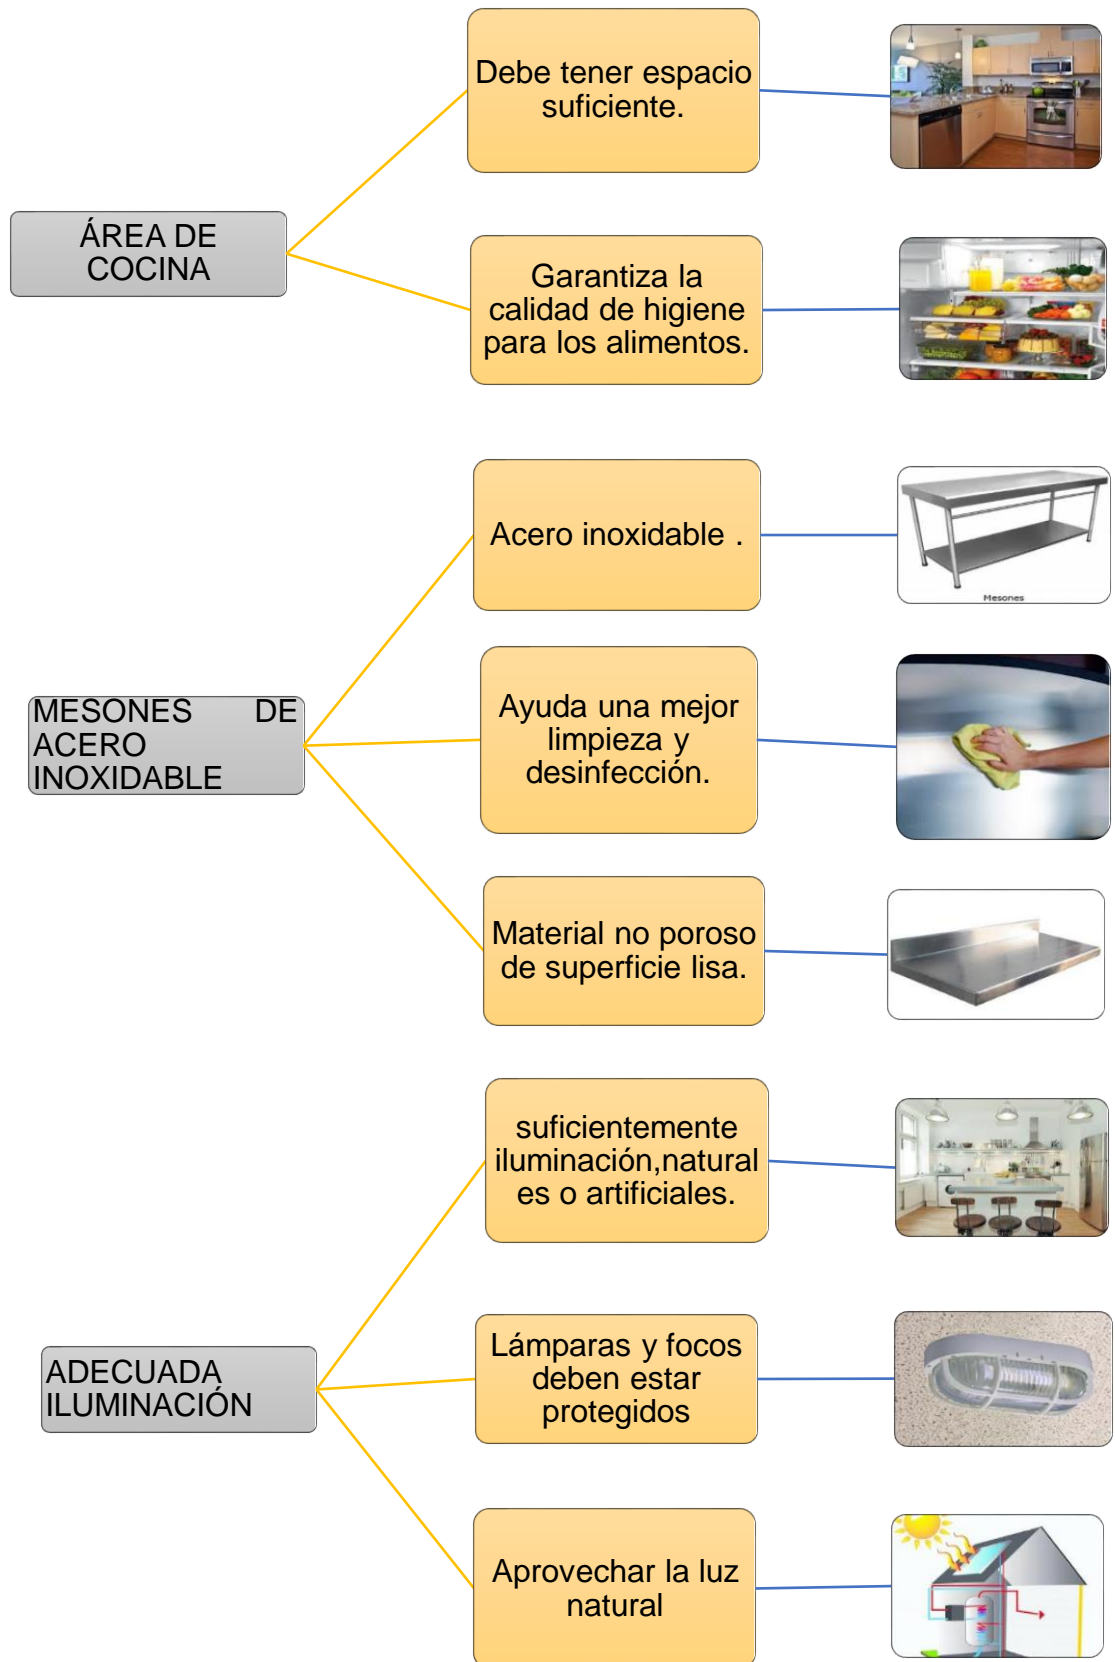 Debe tener espacio
suficiente.
ÁREA DE
COCINA
Garantiza la
calidad de higiene
para los alimentos.
Acero inoxidable .
Mesones
MESONES DE
ACERO
INOXIDABLE
Ayuda una mejor
limpieza y
desinfección.
Material no poroso
de superficie lisa.
suficientemente
iluminación,natural
es o artificiales.
ADECUADA
ILUMINACIÓN
Lámparas y focos
deben estar
protegidos
Aprovechar la luz
natural